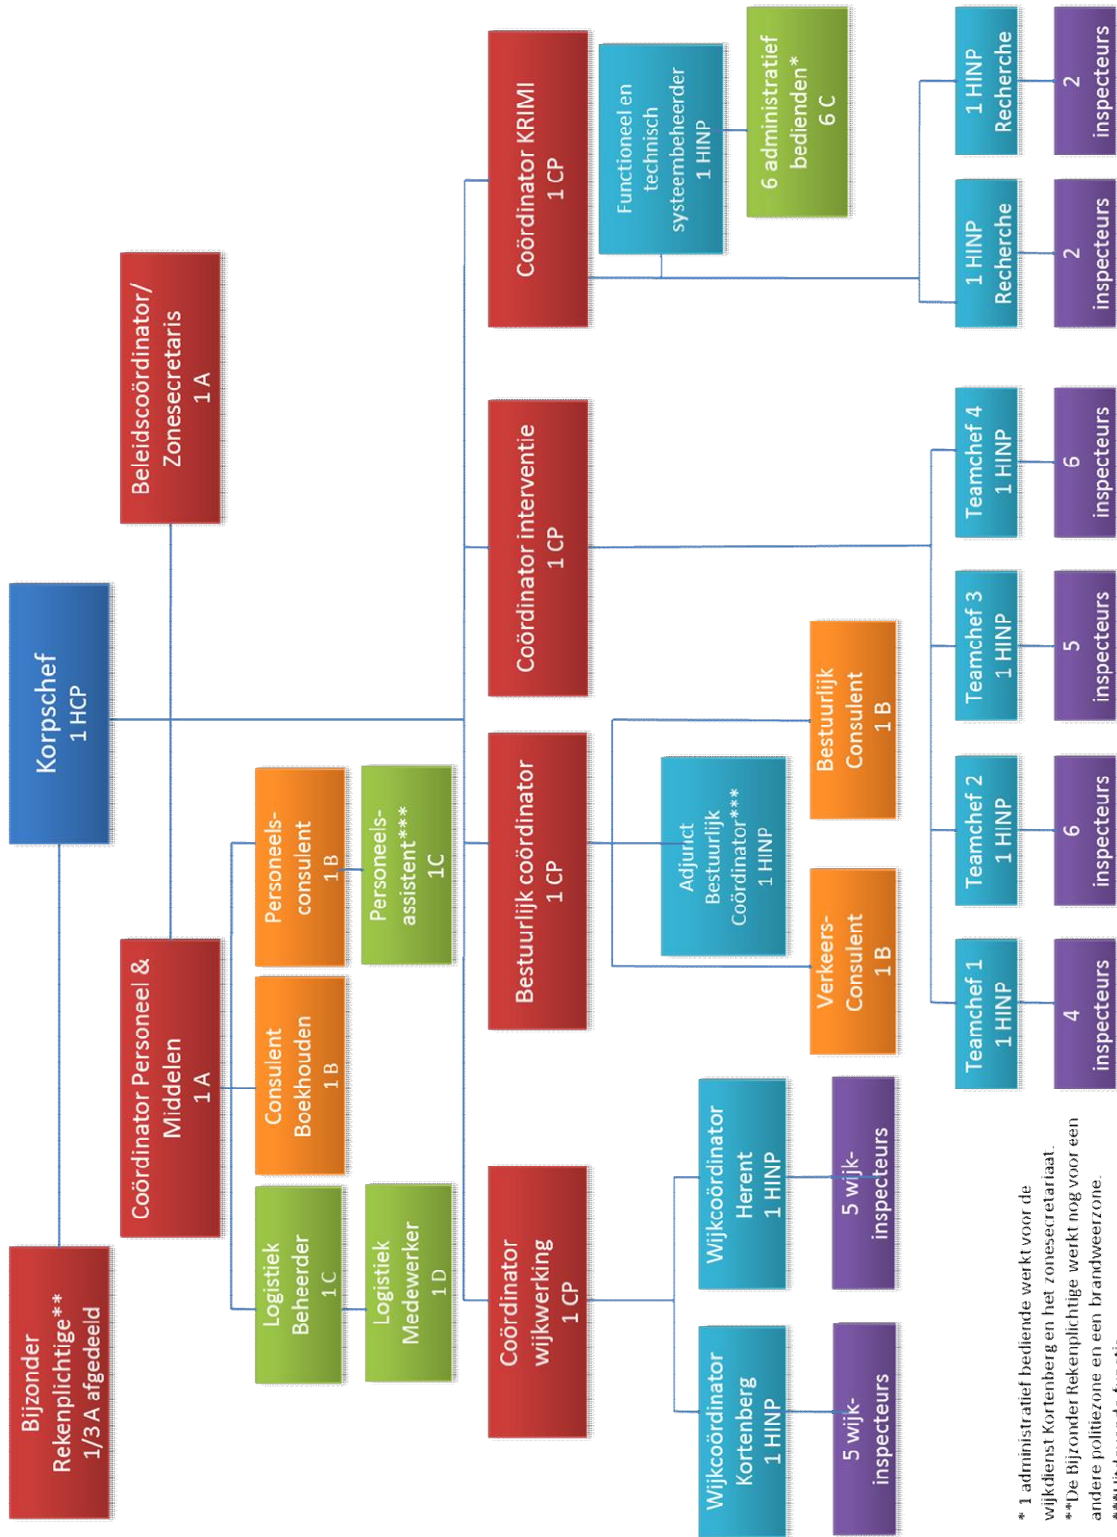 Bijzonder
Rekenplichtige**
1/3 A afgedeeld
Korpschef
1 HCP
Coördinator Personeel &
Middelen
1 A
Beleidscoördinator/
Zonesecretaris
1 A
Logistiek
Beheerder
1 C
Consulent
Boekhouden
1 B
Personeels-
consulent
1 B
Logistiek
Medewerker
1 D
Personeels-
assistent***
1C
Coördinator
wijkwerking
1 CP
Bestuurlijk coördinator
1 CP
Coördinator interventie
1 CP
Coördinator KRIMI
1 CP
Wijkcoördinator
Kortenberg
1 HINP
Wijkcoördinator
Herent
1 HINP
5 wijk-
inspecteurs
5 wijk-
inspecteurs
Adjunct
Bestuurlijk
Coördinator***
1 HINP
Verkeers-
Consulent
1 B
Bestuurlijk
Consulent
1 B
Functioneel en
technisch
systeembeheerder
1 HINP
6 administratief
bedienden*
6 C
Teamchef 1
1 HINP
Teamchef 2
1 HINP
Teamchef 3
1 HINP
Teamchef 4
1 HINP
1 HINP
Recherche
1 HINP
Recherche
4
inspecteurs
6
inspecteurs
5
inspecteurs
6
inspecteurs
2
inspecteurs
2
inspecteurs
* 1 administratief bediende werkt voor de
wijkdienst Kortenberg en het zonesecretariaat.
**De Bijzonder Rekenplichtige werkt nog voor een
andere politiezone en een brandweerzone.